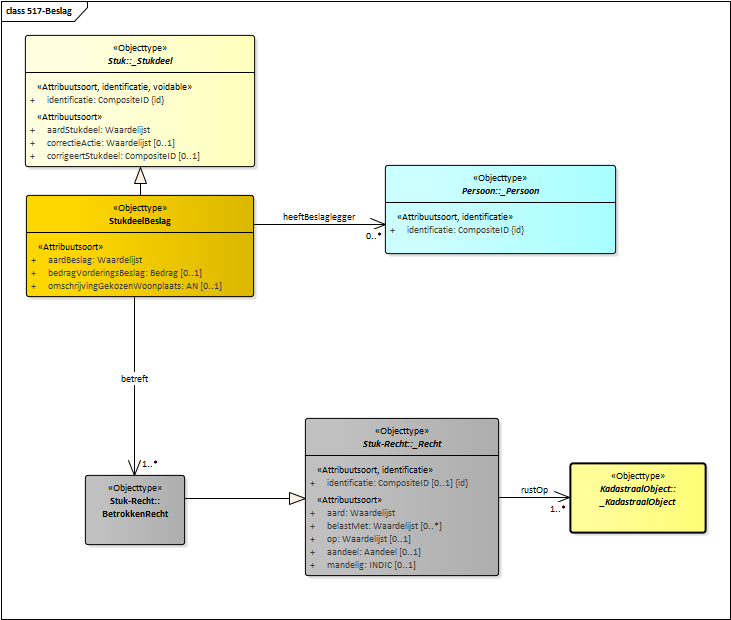 class 517-Beslag
«Objecttype»
Stuk::_Stukdeel
«Attribuutsoort, identificatie, voidable»
+ identificatie: CompositeID {id}
«Attribuutsoort»
+ aardStukdeel: Waardelijst
+ correctieActie: Waardelijst [0..1]
+ corrigeertStukdeel: CompositeID [0..1]
«Objecttype»
StukdeelBeslag
«Attribuutsoort»
+ aardBeslag: Waardelijst
+ bedragVorderingsBeslag: Bedrag [0..1]
+ omschrijvingGekozenWoonplaats: AN [0..1]
heeftBeslaglegger
0..*
«Objecttype»
Persoon::_Persoon
«Attribuutsoort, identificatie»
+ identificatie: CompositeID {id}
betreft
1..*
«Objecttype»
Stuk-Recht::
BetrokkenRecht
«Objecttype»
Stuk-Recht::_Recht
«Attribuutsoort, identificatie»
+ identificatie: CompositeID [0..1] {id}
«Attribuutsoort»
+ aard: Waardelijst
+ belastMet: Waardelijst [0..*]
+ op: Waardelijst [0..1]
+ aandeel: Aandeel [0..1]
+ mandelig: INDIC [0..1]
rustOp
1..*
«Objecttype»
KadastraalObject::
_KadastraalObject